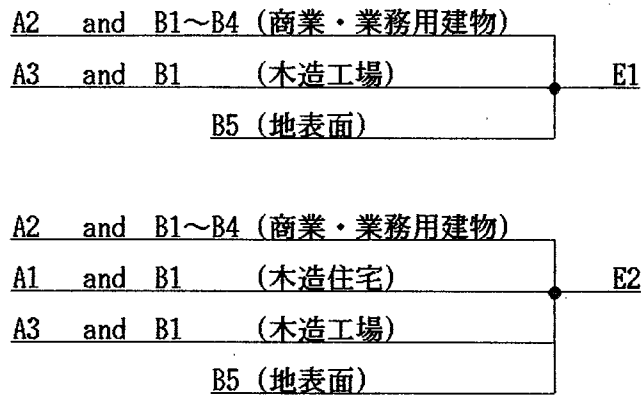 A2 and B1～B4 (商業・業務用建物)
A3 and B1 (木造工場) E1
B5 (地表面)
A2 and B1～B4 (商業・業務用建物)
A1 and B1 (木造住宅) E2
A3 and B1 (木造工場)
B5 (地表面)